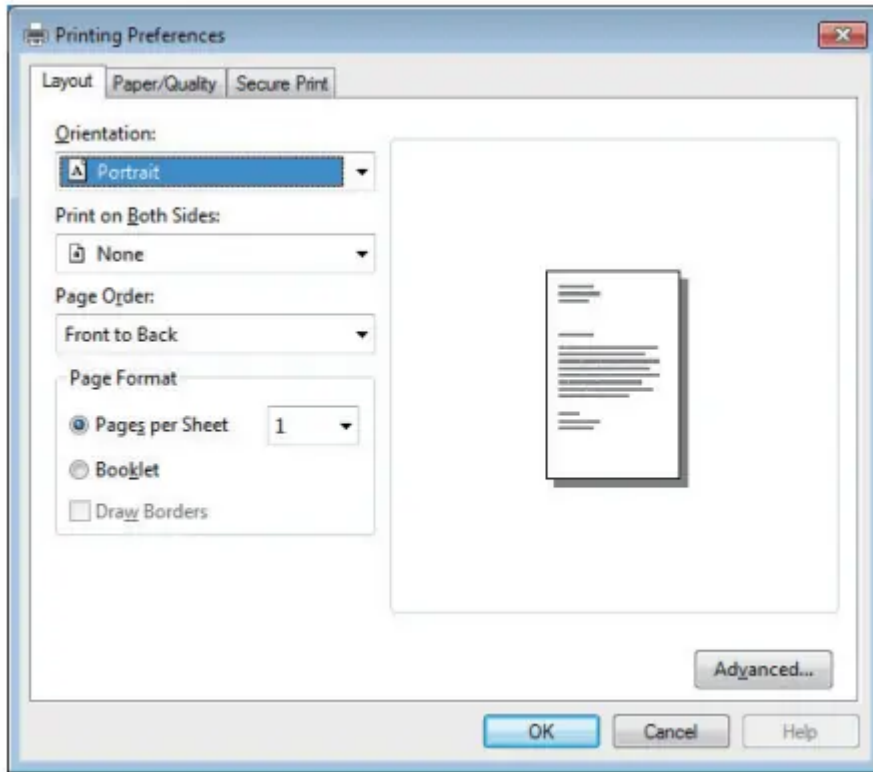 Printing Preferences
Layout Paper/Quality Secure Print
Orientation:
A Portrait
Print on Both Sides:
None
Page Order:
Front to Back
Page Format
Pages per Sheet 1
Booklet
Draw Borders
Advanced...
OK Cancel Help